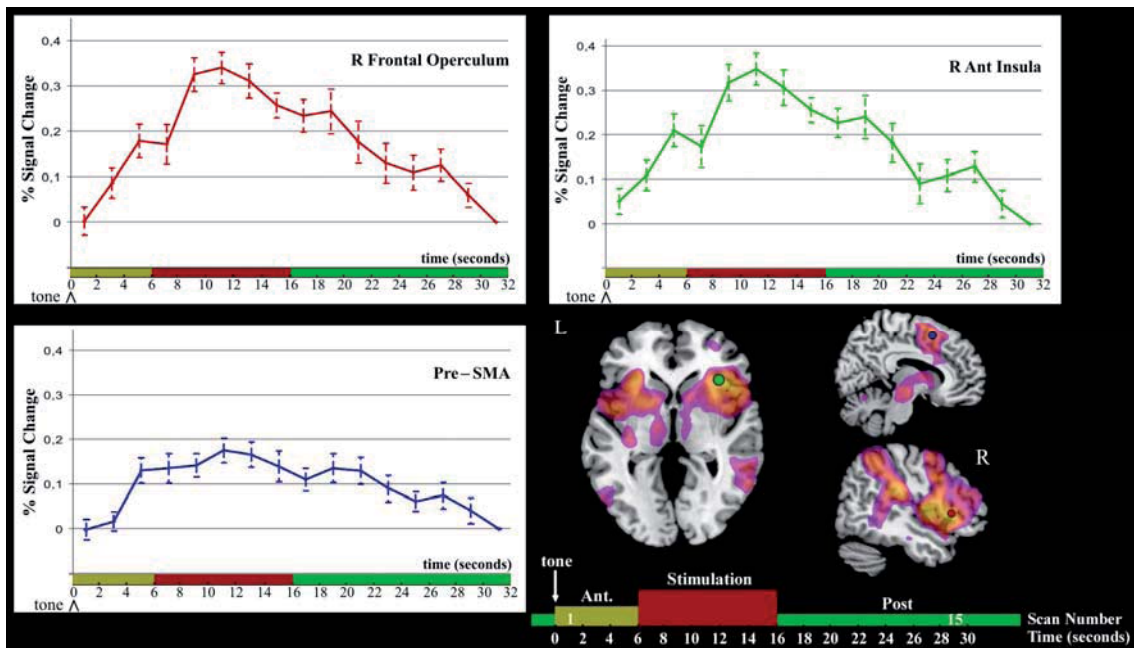 R Frontal Operculum
% Signal Change
0,4
0,3
0,2
0,1
0
time (seconds)
2 4 6 8 10 12 14 16 18 20 22 24 26 28 30 32
tone ^
R Ant Insula
% Signal Change
0,4
0,3
0,2
0,1
0
time (seconds)
2 4 6 8 10 12 14 16 18 20 22 24 26 28 30 32
tone ^
Pre–SMA
% Signal Change
0,4
0,3
0,2
0,1
0
time (seconds)
0 2 4 6 8 10 12 14 16 18 20 22 24 26 28 30 32
tone ^
L
R
tone
Ant.
Stimulation
Post
1 15 Scan Number
0 2 4 6 8 10 12 14 16 18 20 22 24 26 28 30 Time (seconds)